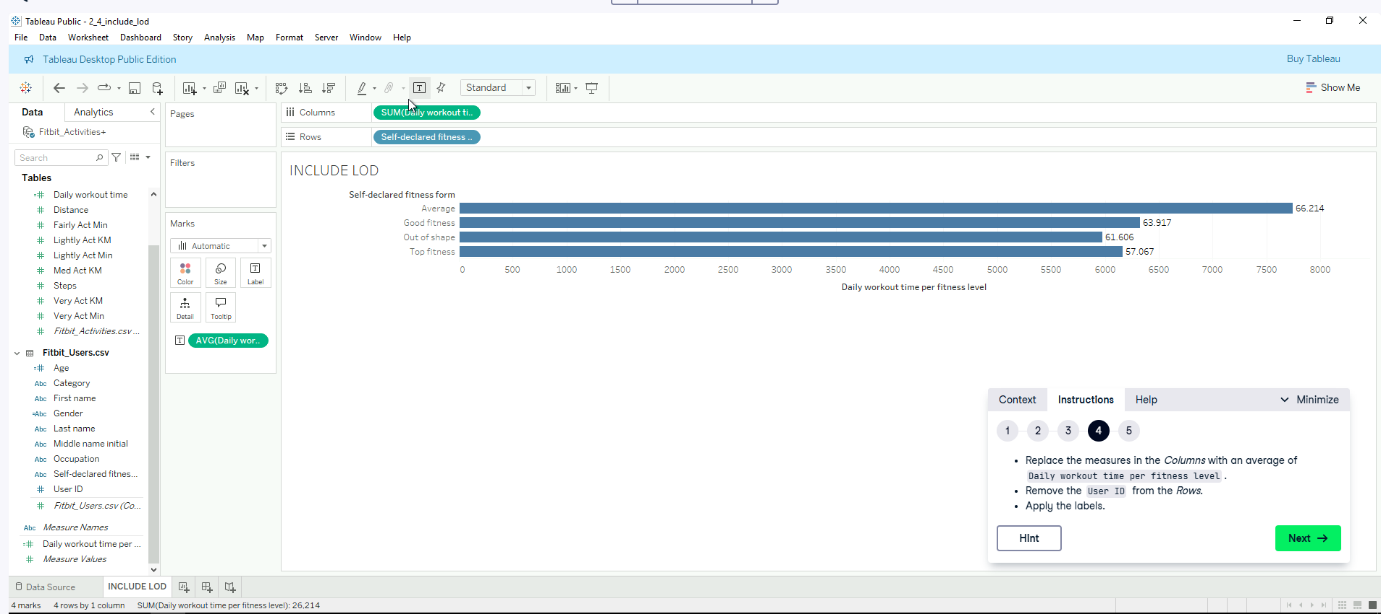 Tableau Public - 2_4_include_lod
File Data Worksheet Dashboard Story Analysis Map Format Server Window Help
Tableau Desktop Public Edition Buy Tableau
Standard Show Me
Data Analytics
Fitbit_Activities+
Search
Tables
Daily workout time
Distance
Fairly Act Min
Lightly Act KM
Lightly Act Min
Med Act KM
Steps
Very Act KM
Very Act Min
Fitbit_Activities.csv ...
Fitbit_Users.csv
Age
Abc Category
Abc First name
Abc Gender
Abc Last name
Abc Middle name initial
Abc Occupation
Abc Self-declared fitnes...
User ID
Fitbit_Users.csv (Co...
Abc Measure Names
Daily workout time per ...
Measure Values
Pages
Filters
Marks
Automatic
Color Size Label
Detail Tooltip
AVG(Daily wor..
Columns SUM(Daily workout ti..
Rows Self-declared fitness ..
INCLUDE LOD
Self-declared fitness form
Average 66.214
Good fitness 63.917
Out of shape 61.606
Top fitness 57.067
0 500 1000 1500 2000 2500 3000 3500 4000 4500 5000 5500 6000 6500 7000 7500 8000
Daily workout time per fitness level
Context Instructions Help Minimize
1 2 3 4 5
• Replace the measures in the Columns with an average of
Daily workout time per fitness level .
• Remove the User ID from the Rows.
• Apply the labels.
Hint Next →
Data Source INCLUDE LOD
4 marks 4 rows by 1 column SUM(Daily workout time per fitness level): 26,214